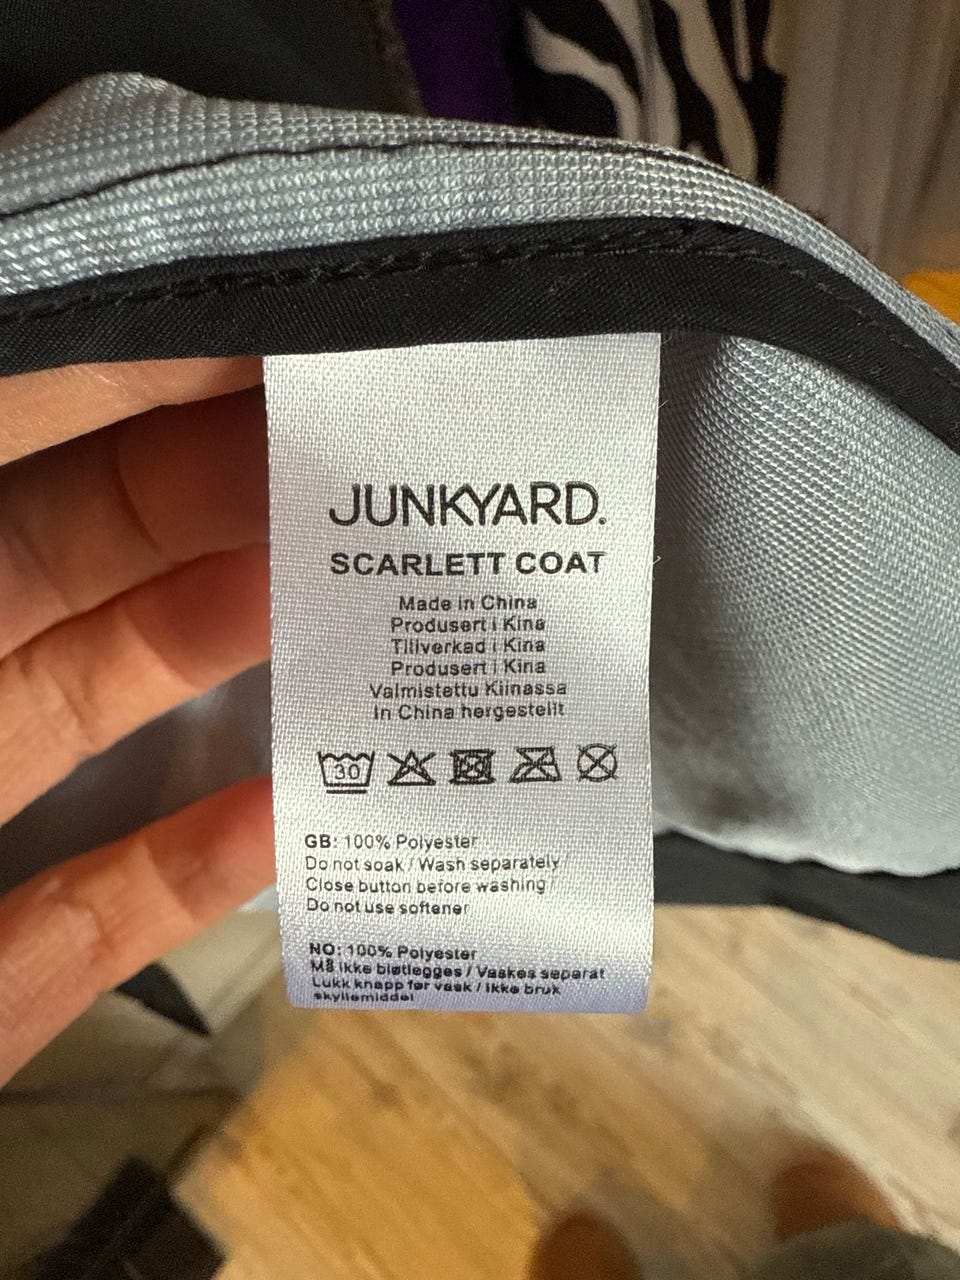 JUNKYARD.
SCARLETT COAT
Made in China
Produsert i Kina
Tillverkad i Kina
Produsert i Kina
Valmistettu Kiinassa
In China hergestellt
30
GB: 100% Polyester
Do not soak / Wash separately /
Close button before washing /
Do not use softener
NO: 100% Polyester
Må ikke bløtlegges / Vaskes separat
Lukk knapp før vask / Ikke bruk
skyllemiddel